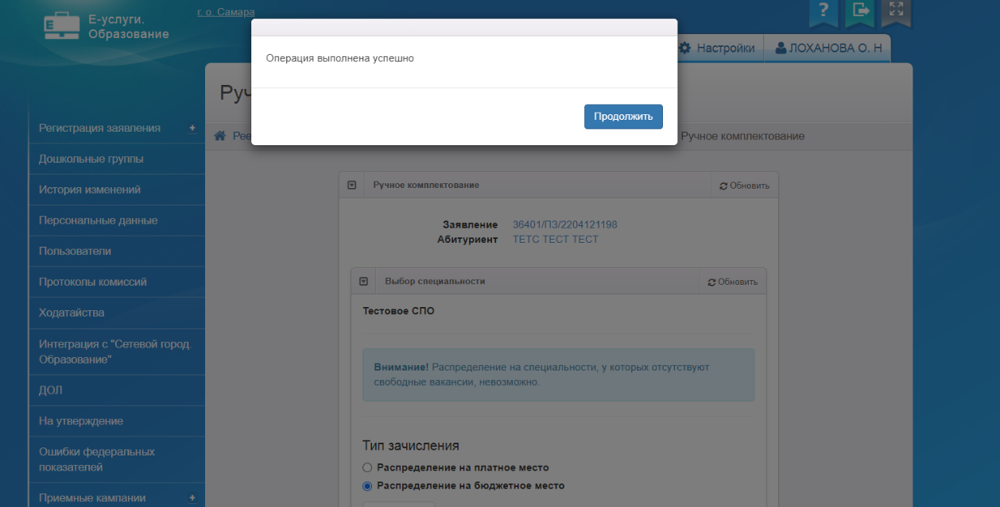 Е-услуги.
Образование
г. о. Самара
?
Настройки
ЛОХАНОВА О. Н
Операция выполнена успешно
Продолжить
Руч
Рее
Ручное комплектование
Регистрация заявления +
Дошкольные группы
История изменений
Персональные данные
Пользователи
Протоколы комиссий
Ходатайства
Интеграция с "Сетевой город.
Образование"
ДОЛ
На утверждение
Ошибки федеральных
показателей
Приемные кампании +
Ручное комплектование
Обновить
Заявление 36401/ПЗ/2204121198
Абитуриент ТЕТС ТЕСТ ТЕСТ
Выбор специальности
Обновить
Тестовое СПО
Внимание! Распределение на специальности, у которых отсутствуют
свободные вакансии, невозможно.
Тип зачисления
Распределение на платное место
Распределение на бюджетное место